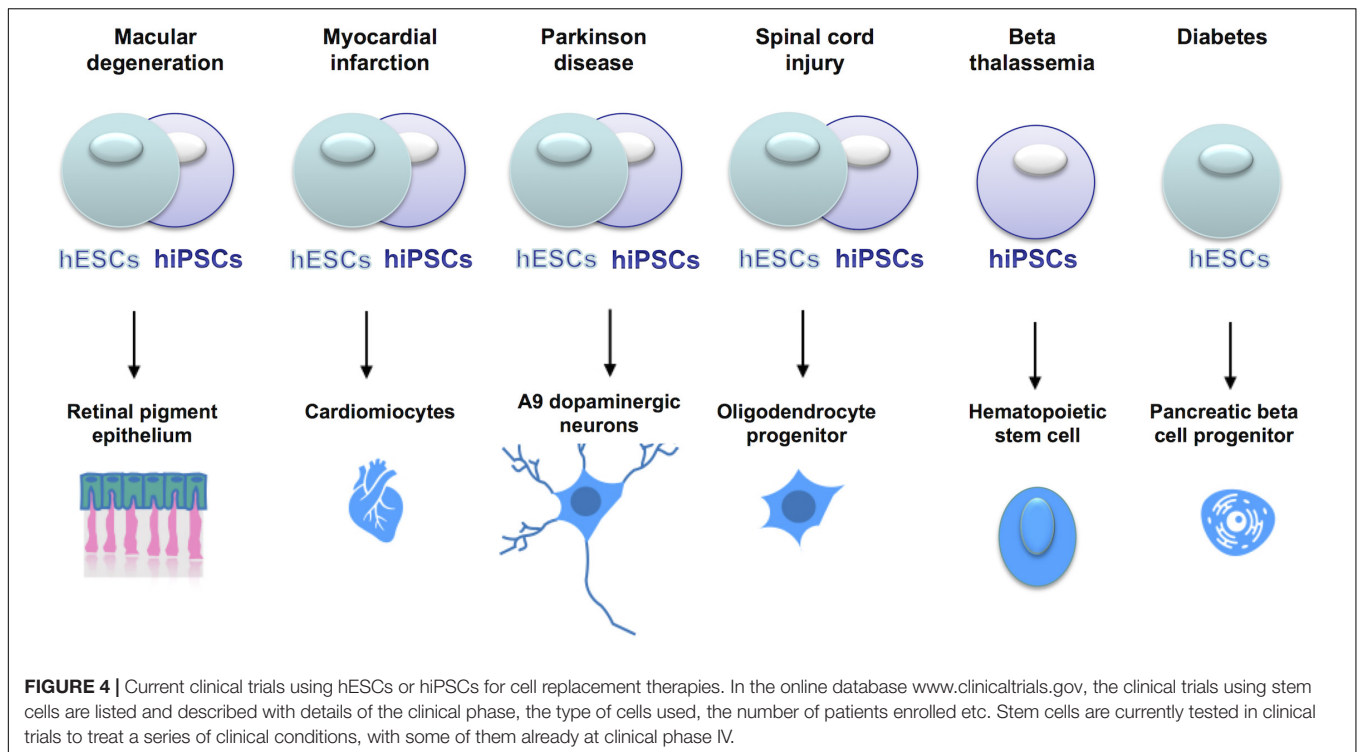 Macular
degeneration
Myocardial
infarction
Parkinson
disease
Spinal cord
injury
Beta
thalassemia
Diabetes
hESCs hiPSCs
hESCs hiPSCs
hESCs hiPSCs
hESCs hiPSCs
hiPSCs
hESCs
Retinal pigment
epithelium
Cardiomiocytes
A9 dopaminergic
neurons
Oligodendrocyte
progenitor
Hematopoietic
stem cell
Pancreatic beta
cell progenitor
FIGURE 4 | Current clinical trials using hESCs or hiPSCs for cell replacement therapies. In the online database www.clinicaltrials.gov, the clinical trials using stem
cells are listed and described with details of the clinical phase, the type of cells used, the number of patients enrolled etc. Stem cells are currently tested in clinical
trials to treat a series of clinical conditions, with some of them already at clinical phase IV.